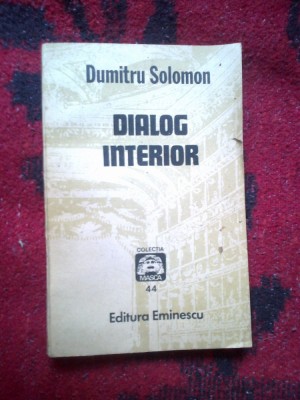 Dumitru Solomon
DIALOG
INTERIOR
COLECTIA
MASCA
44
Editura Eminescu